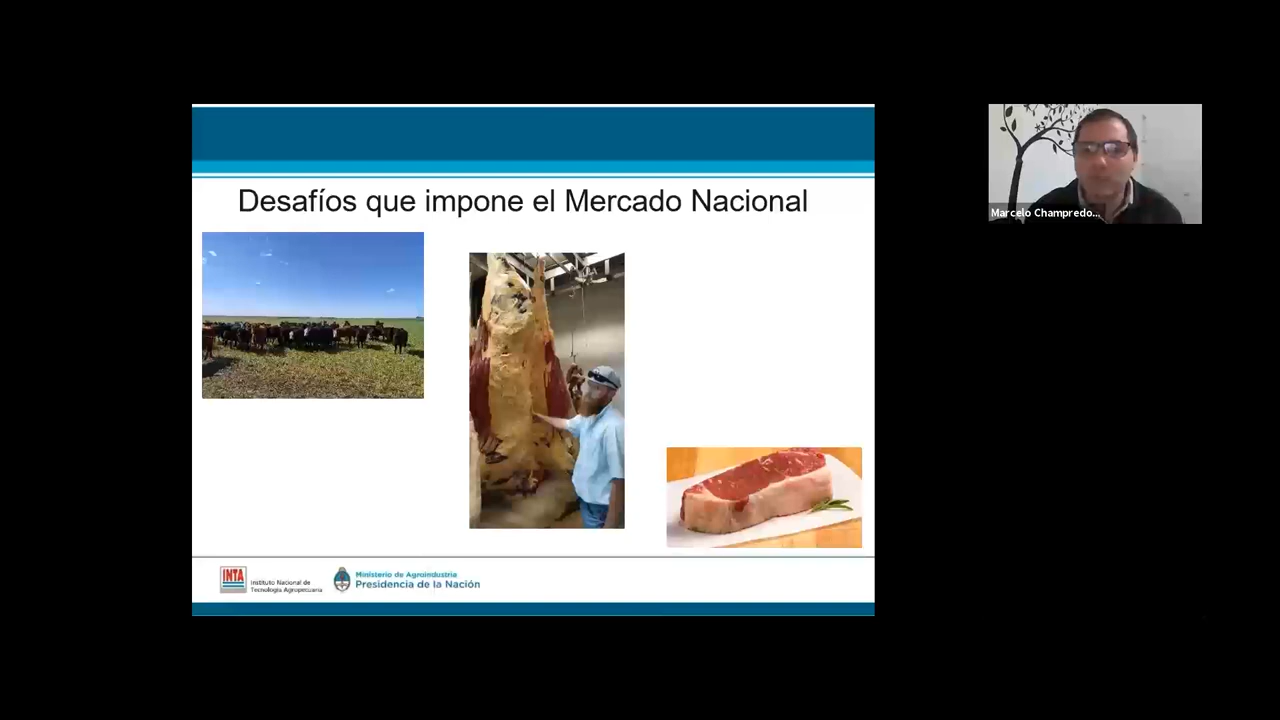 Desafíos que impone el Mercado Nacional
Marcelo Champredo...
INTA
Instituto Nacional de
Tecnología Agropecuaria
Ministerio de Agroindustria
Presidencia de la Nación